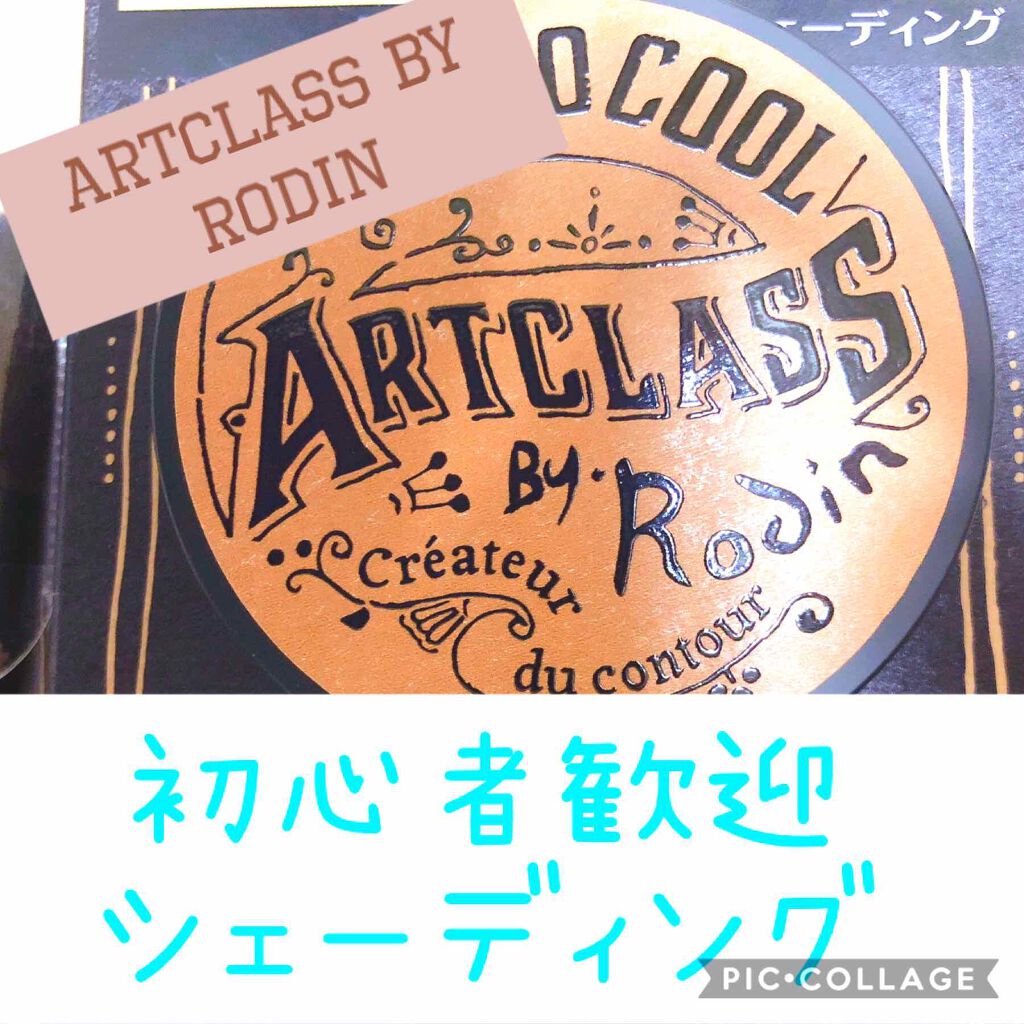 ェーディング
ARTCLASS BY
RODIN
O COOL
ARTCLASS
By. Rodin
Créateur
du contour
初心者歓迎
シェーディング
PIC•COLLAGE